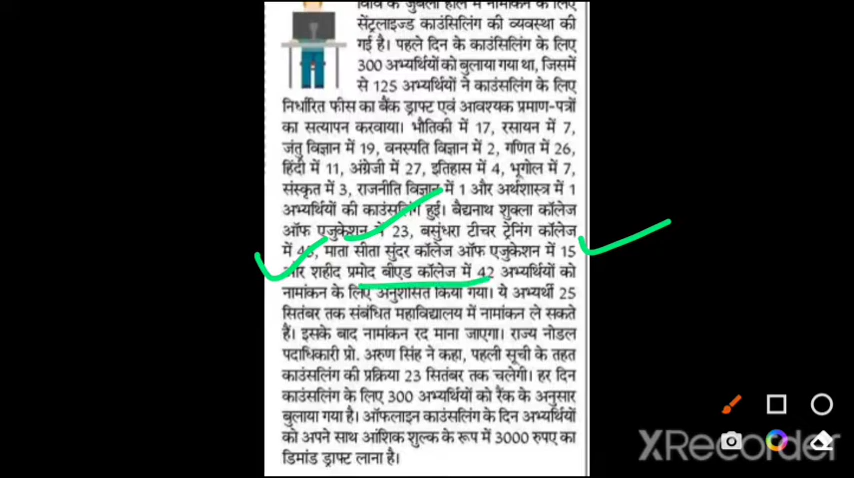 विवि के जुबली हॉल में नामांकन के लिए
सेंट्रलाइज्ड काउंसिलिंग की व्यवस्था की
गई है। पहले दिन के काउंसिलिंग के लिए
300 अभ्यर्थियों को बुलाया गया था, जिसमें
से 125 अभ्यर्थियों ने काउंसलिंग के लिए
निर्धारित फीस का बैंक ड्राफ्ट एवं आवश्यक प्रमाण-पत्रों
का सत्यापन करवाया। भौतिकी में 17, रसायन में 7,
जंतु विज्ञान में 19, वनस्पति विज्ञान में 2, गणित में 26,
हिंदी में 11, अंग्रेजी में 27, इतिहास में 4, भूगोल में 7,
संस्कृत में 3, राजनीति विज्ञान में 1 और अर्थशास्त्र में 1
अभ्यर्थियों की काउंसलिंग हुई। बैद्यनाथ शुक्ला कॉलेज
ऑफ एजुकेशन में 23, बसुंधरा टीचर ट्रेनिंग कॉलेज
में माता सीता सुंदर कॉलेज ऑफ एजुकेशन में 15
और शहीद प्रमोद बीएड कॉलेज में 42 अभ्यर्थियों को
नामांकन के लिए अनुशंसित किया गया। ये अभ्यर्थी 25
सितंबर तक संबंधित महाविद्यालय में नामांकन ले सकते
हैं। इसके बाद नामांकन रद माना जाएगा। राज्य नोडल
पदाधिकारी प्रो. अरुण सिंह ने कहा, पहली सूची के तहत
काउंसलिंग की प्रक्रिया 23 सितंबर तक चलेगी। हर दिन
काउंसलिंग के लिए 300 अभ्यर्थियों को रैंक के अनुसार
बुलाया गया है। ऑफलाइन काउंसलिंग के दिन अभ्यर्थियों
को अपने साथ आंशिक शुल्क के रूप में 3000 रुपए का
डिमांड ड्राफ्ट लाना है।
XRecorder